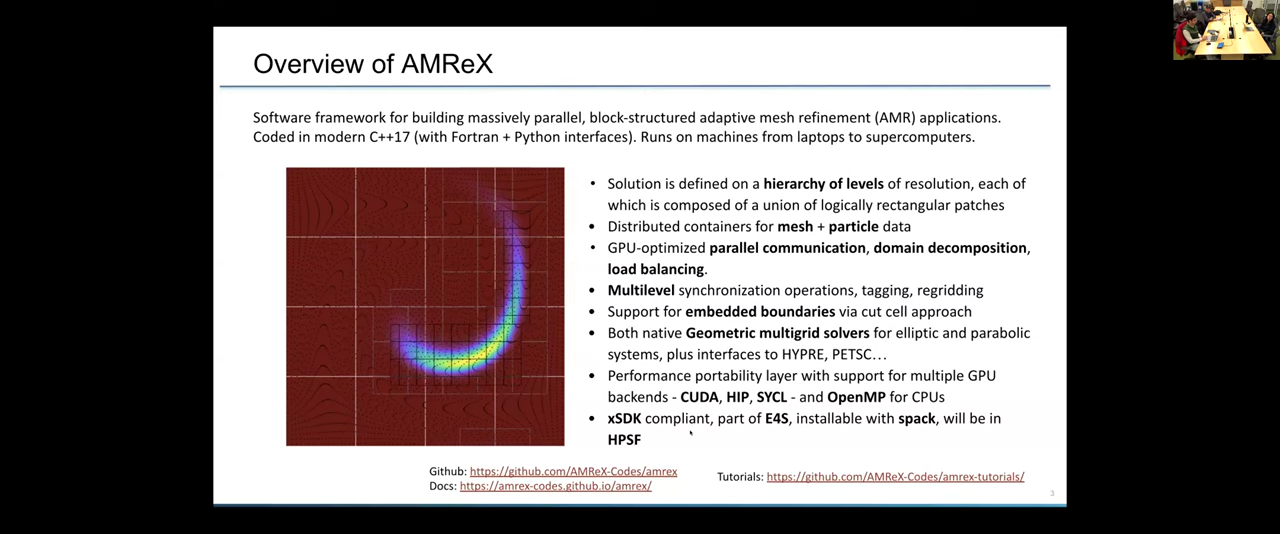 Overview of AMReX
Software framework for building massively parallel, block-structured adaptive mesh refinement (AMR) applications.
Coded in modern C++17 (with Fortran + Python interfaces). Runs on machines from laptops to supercomputers.
• Solution is defined on a hierarchy of levels of resolution, each of
which is composed of a union of logically rectangular patches
• Distributed containers for mesh + particle data
• GPU-optimized parallel communication, domain decomposition,
load balancing.
• Multilevel synchronization operations, tagging, regridding
• Support for embedded boundaries via cut cell approach
• Both native Geometric multigrid solvers for elliptic and parabolic
systems, plus interfaces to HYPRE, PETSC...
• Performance portability layer with support for multiple GPU
backends - CUDA, HIP, SYCL - and OpenMP for CPUs
• xSDK compliant, part of E4S, installable with spack, will be in
HPSF
Github: https://github.com/AMReX-Codes/amrex
Docs: https://amrex-codes.github.io/amrex/
Tutorials: https://github.com/AMReX-Codes/amrex-tutorials/
3